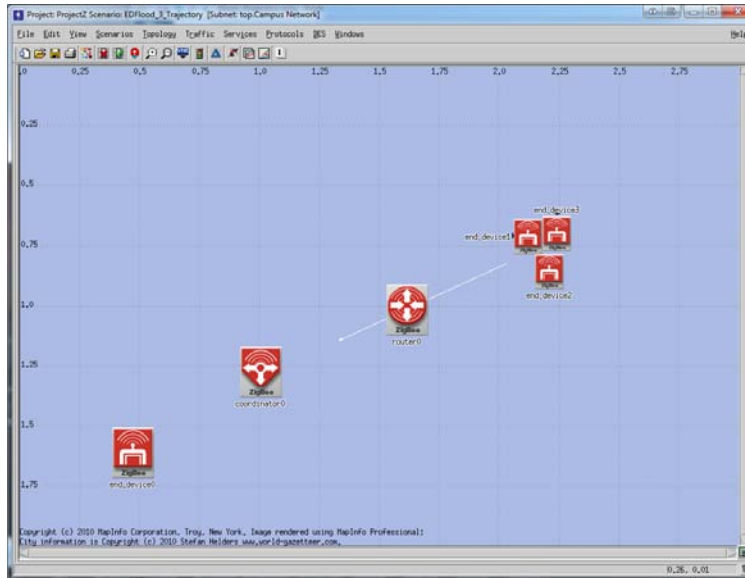 Project: ProjectZ Scenario: EDFlood_3_Trajectory [Subnet: top.Campus Network]
File Edit View Scenarios Topology Traffic Services Protocols DES Windows Help
0.0 0.25 0.5 0.75 1.0 1.25 1.5 1.75 2.0 2.25 2.5 2.75
0.25
0.5
end_device3
0.75
end_device1
end_device2
1.0
ZigBee
router0
1.25
ZigBee
coordinator0
1.5
ZigBee
end_device0
1.75
Copyright (c) 2010 MapInfo Corporation, Troy, New York. Image rendered using MapInfo Professional;
City information is Copyright (c) 2010 Stefan Helders www.world-gazetteer.com.
0.26, 0.01